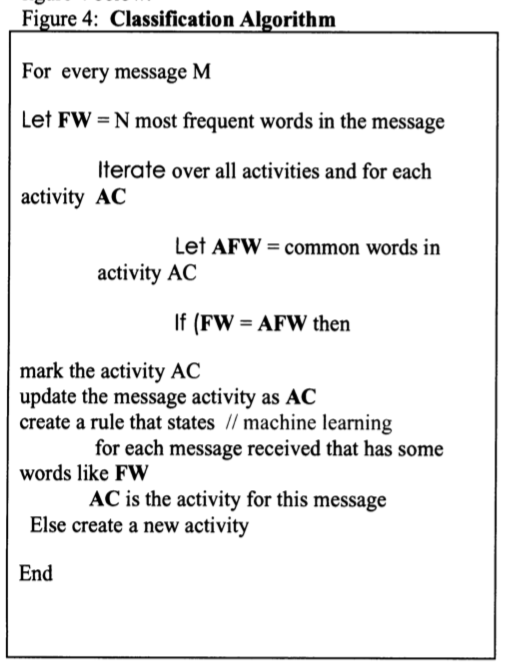 Figure 4: Classification Algorithm
For every message M
Let FW = N most frequent words in the message
Iterate over all activities and for each
activity AC
Let AFW = common words in
activity AC
If (FW = AFW then
mark the activity AC
update the message activity as AC
create a rule that states // machine learning
for each message received that has some
words like FW
AC is the activity for this message
Else create a new activity
End